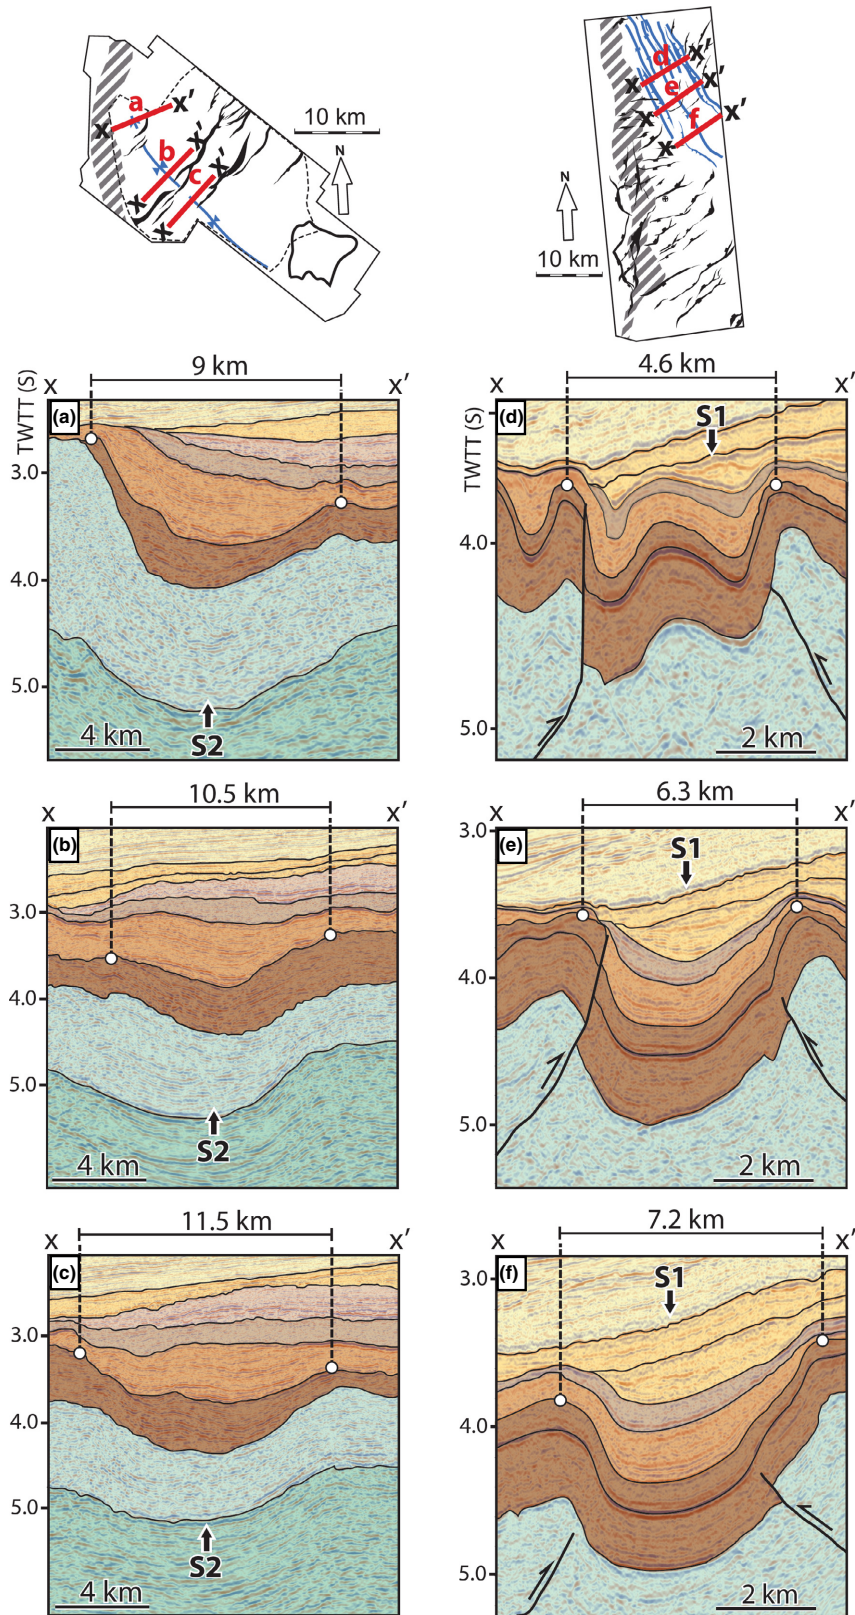 a
X
X'
b
X
X'
c
X
X'
10 km
N
d
X
X'
e
X
X'
f
X
X'
N
10 km
9 km
X
X'
TWTT (S)
(a)
3.0
4.0
5.0
S2
4 km
4.6 km
X
X'
TWTT (S)
(d)
S1
4.0
5.0
2 km
10.5 km
X
X'
(b)
3.0
4.0
5.0
S2
4 km
6.3 km
X
X'
3.0
(e)
S1
4.0
5.0
2 km
11.5 km
X
X'
(c)
3.0
4.0
5.0
S2
4 km
7.2 km
X
X'
(f)
3.0
S1
4.0
5.0
2 km